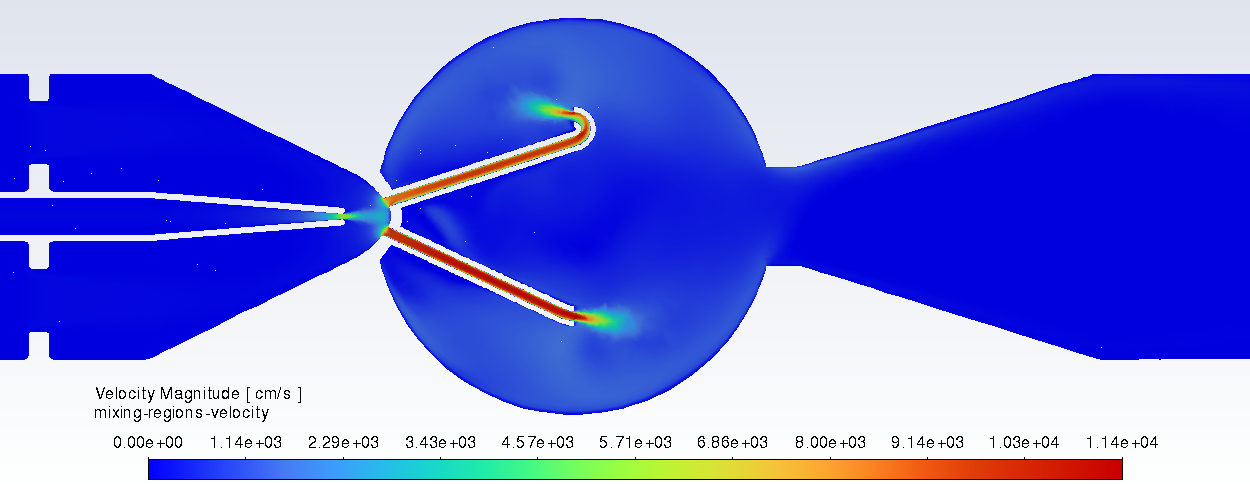 Velocity Magnitude [ cm/s ]
mixing-regions-velocity
0.00e+00 1.14e+03 2.29e+03 3.43e+03 4.57e+03 5.71e+03 6.86e+03 8.00e+03 9.14e+03 1.03e+04 1.14e+04